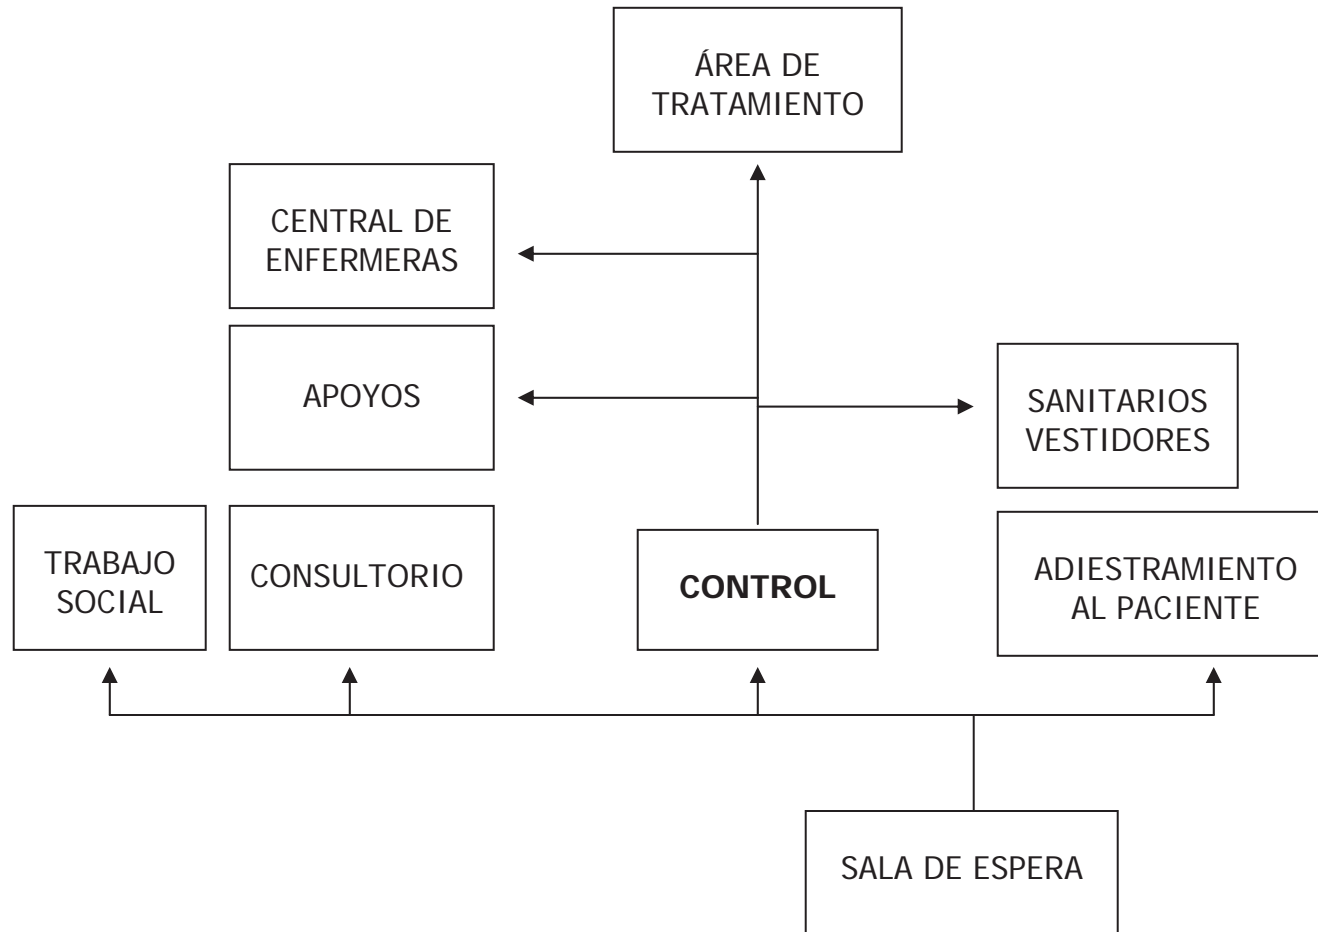 ÁREA DE
TRATAMIENTO
CENTRAL DE
ENFERMERAS
APOYOS
SANITARIOS
VESTIDORES
TRABAJO
SOCIAL
CONSULTORIO
CONTROL
ADIESTRAMIENTO
AL PACIENTE
SALA DE ESPERA